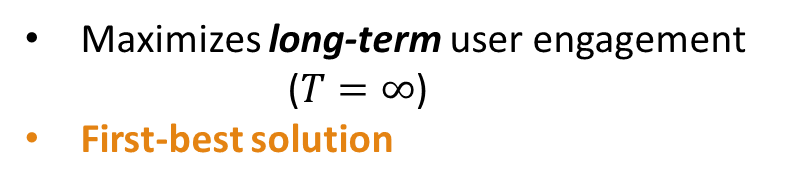 • Maximizes long-term user engagement
(T = ∞)
• First-best solution